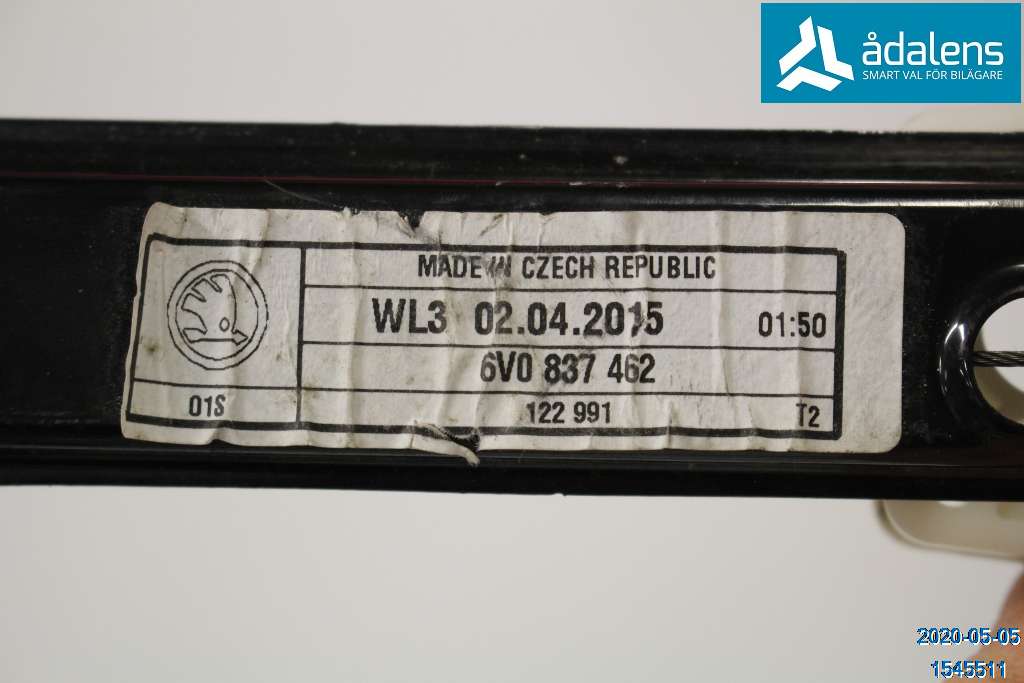 ådalens
SMART VAL FÖR BILÄGARE
MADE IN CZECH REPUBLIC
WL3 02.04.2015 01:50
6V0 837 462
01S 122 991 T2
2020-05-05
1545511